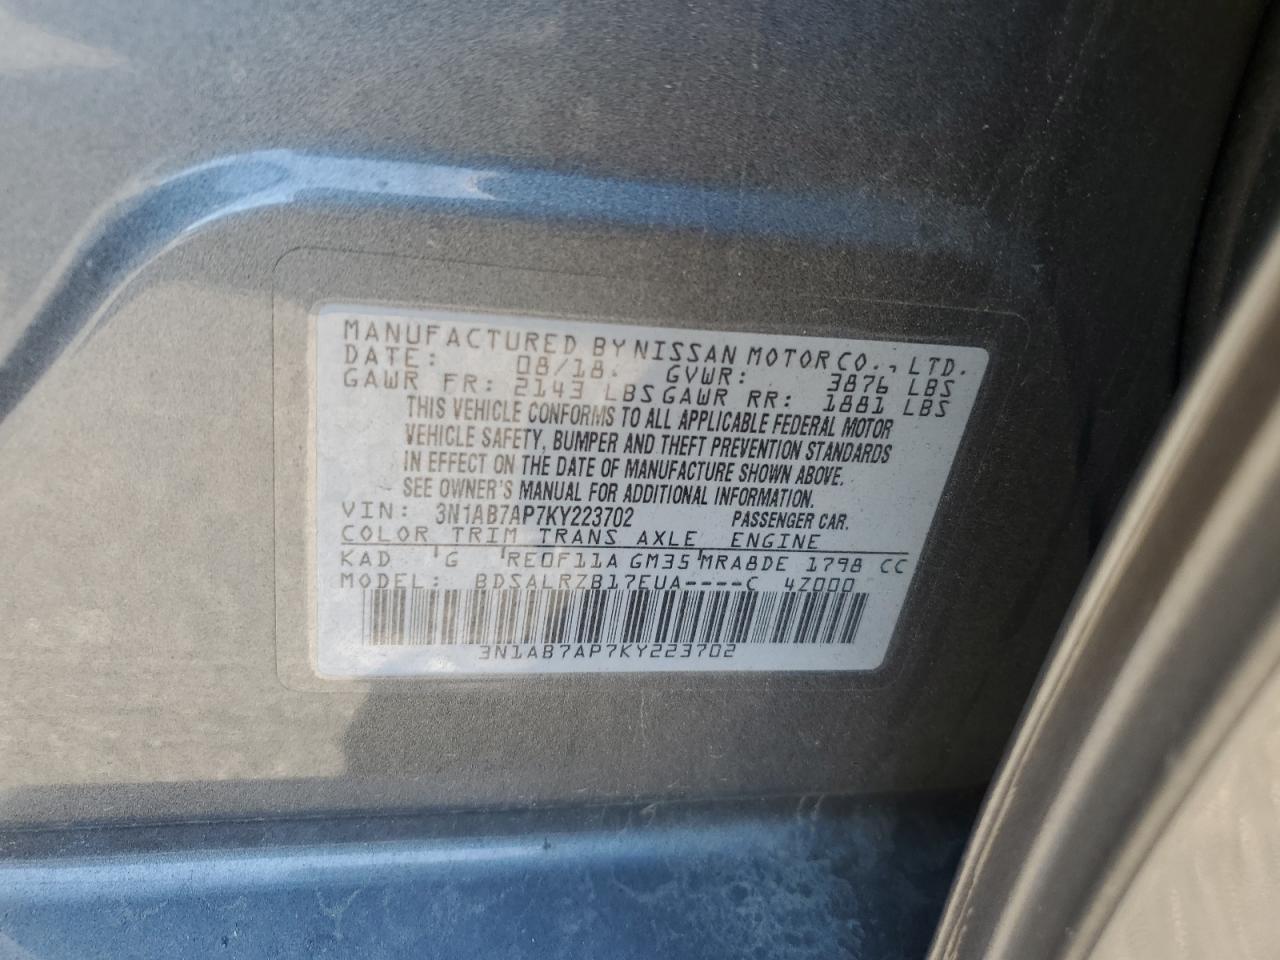 MANUFACTURED BY NISSAN MOTOR CO., LTD.
DATE: 08/18 GVWR: 3876 LBS
GAWR FR: 2143 LBS GAWR RR: 1881 LBS
THIS VEHICLE CONFORMS TO ALL APPLICABLE FEDERAL MOTOR
VEHICLE SAFETY, BUMPER AND THEFT PREVENTION STANDARDS
IN EFFECT ON THE DATE OF MANUFACTURE SHOWN ABOVE.
SEE OWNER'S MANUAL FOR ADDITIONAL INFORMATION.
VIN: 3N1AB7AP7KY223702 PASSENGER CAR.
COLOR TRIM TRANS AXLE ENGINE
KAD G RE0F11A GM35 MRA8DE 1798 CC
MODEL: BDSALRZB17EUA----C 4Z000
3N1AB7AP7KY223702